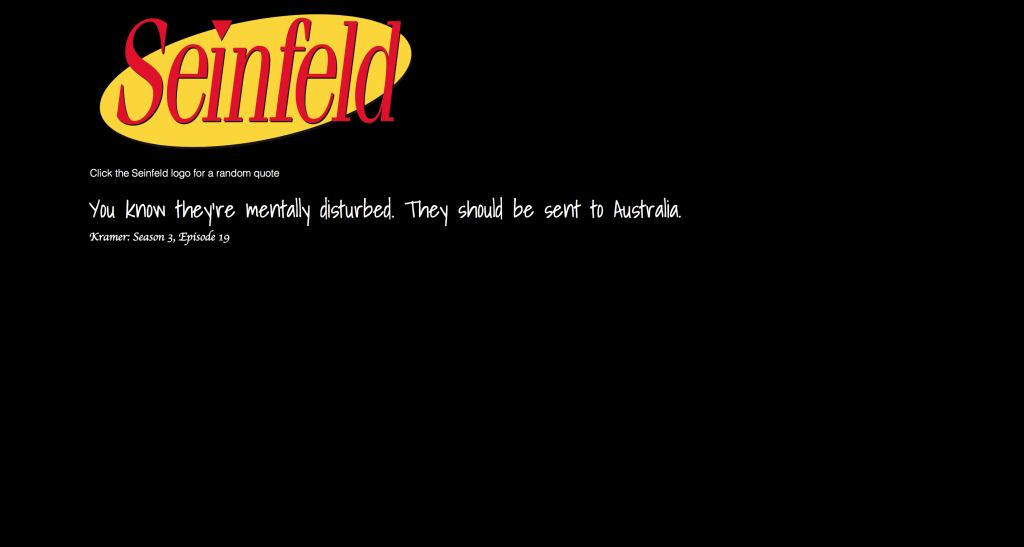 Seinfeld
Click the Seinfeld logo for a random quote
You know they're mentally disturbed. They should be sent to Australia.
Kramer: Season 3, Episode 19